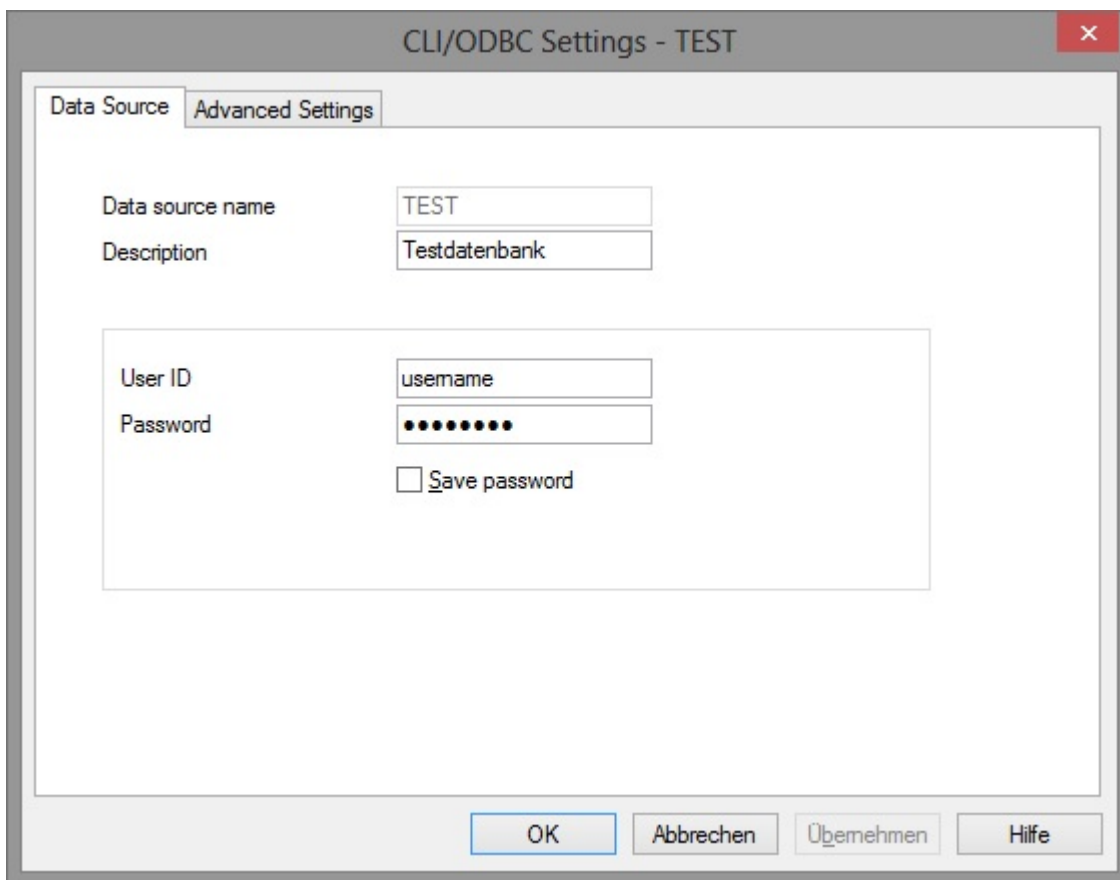 CLI/ODBC Settings - TEST
Data Source Advanced Settings
Data source name TEST
Description Testdatenbank
User ID username
Password ●●●●●●●●
Save password
OK Abbrechen Übernehmen Hilfe